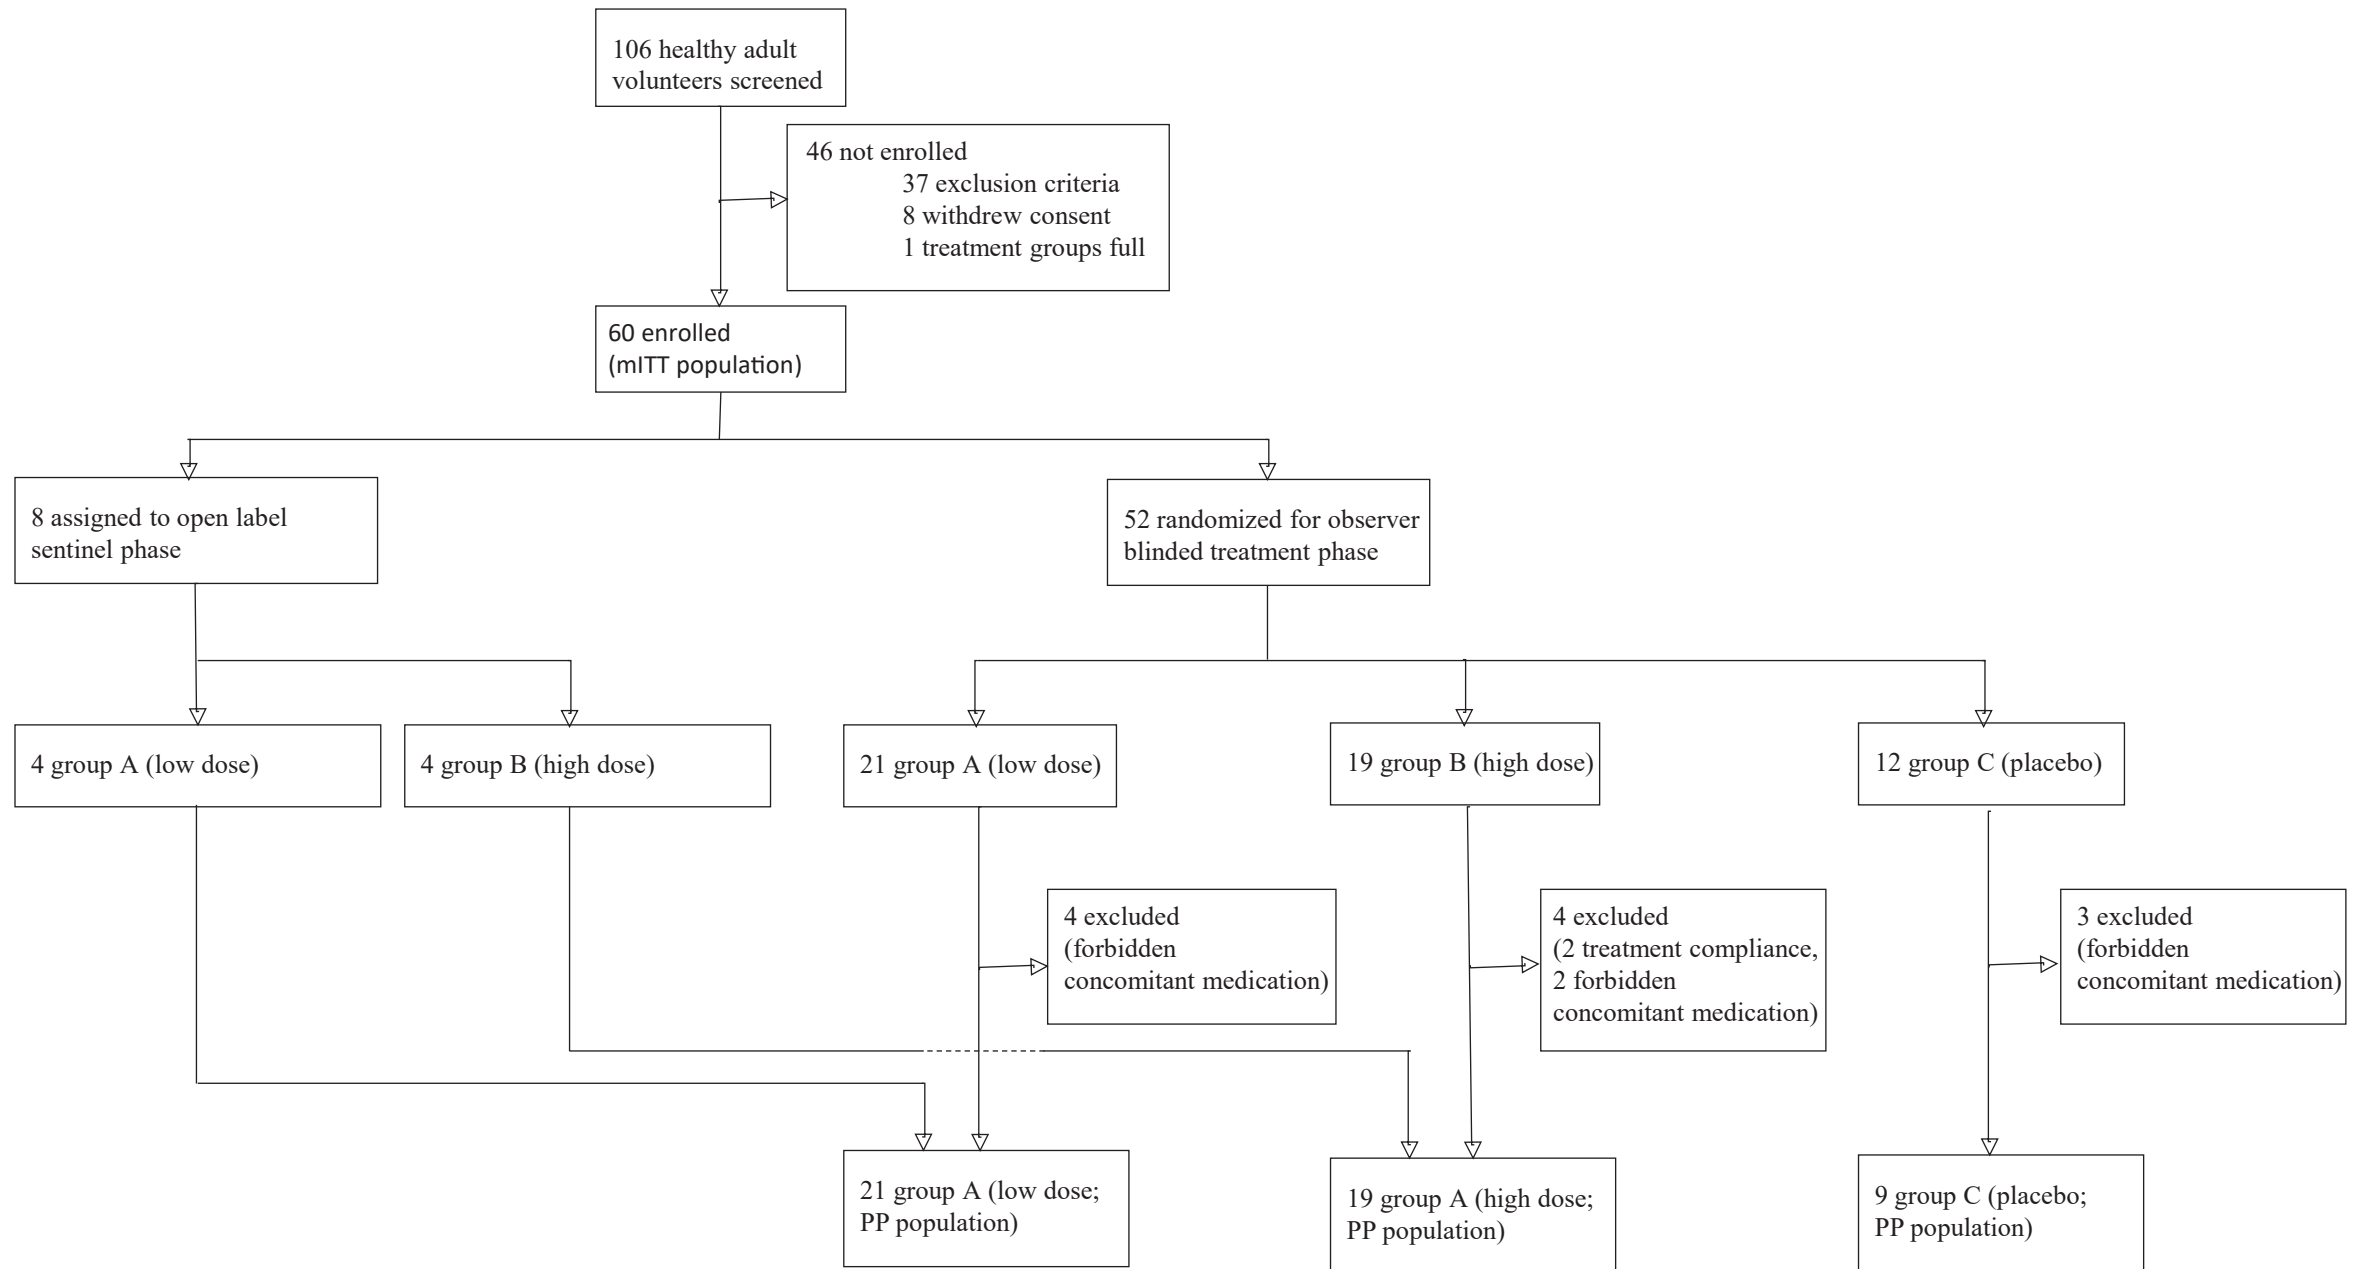 106 healthy adult
volunteers screened
46 not enrolled
37 exclusion criteria
8 withdrew consent
1 treatment groups full
60 enrolled
(mITT population)
8 assigned to open label
sentinel phase
52 randomized for observer
blinded treatment phase
4 group A (low dose)
4 group B (high dose)
21 group A (low dose)
19 group B (high dose)
12 group C (placebo)
4 excluded
(forbidden
concomitant medication)
4 excluded
(2 treatment compliance,
2 forbidden
concomitant medication)
3 excluded
(forbidden
concomitant medication)
21 group A (low dose;
PP population)
19 group A (high dose;
PP population)
9 group C (placebo;
PP population)